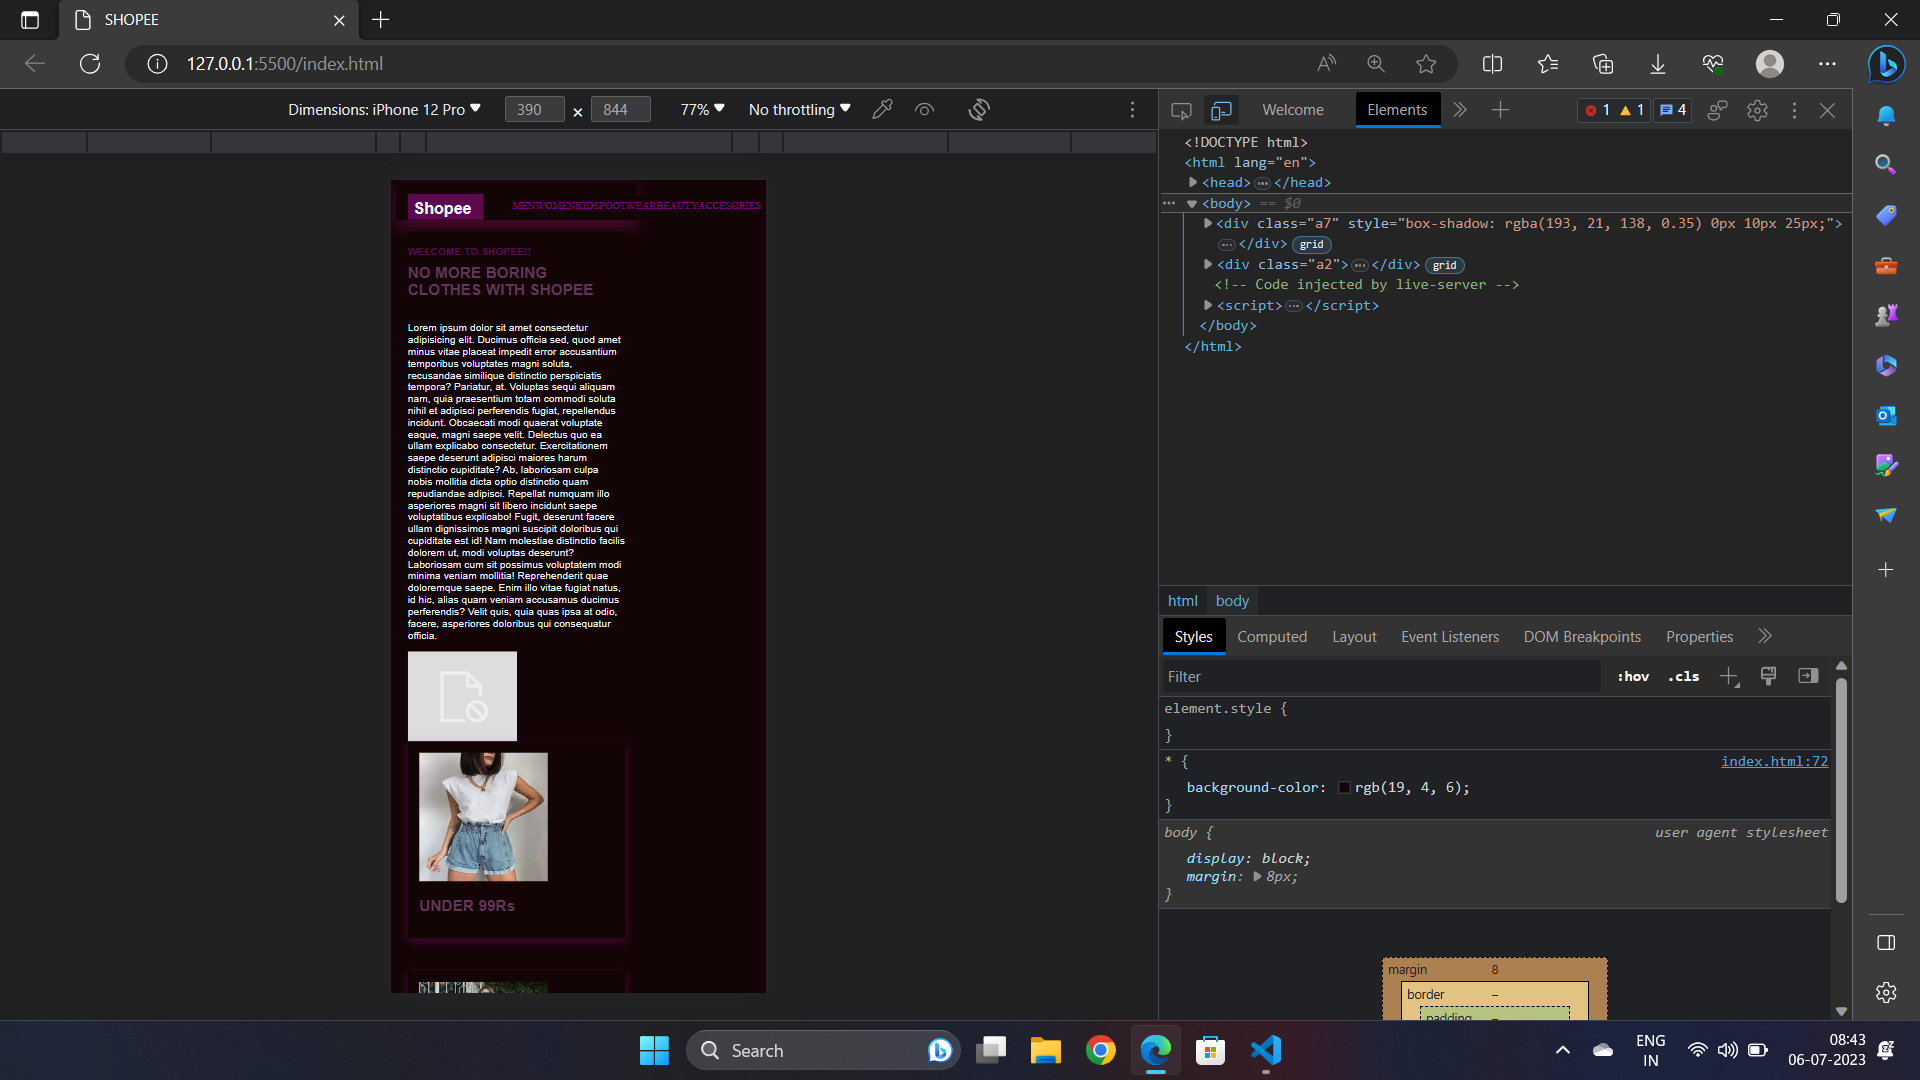 SHOPEE
127.0.0.1:5500/index.html
Dimensions: iPhone 12 Pro 390 × 844 77% No throttling
Welcome Elements 1 1 4
Shopee
MENWOMENKIDSFOOTWEARBEAUTYACCESORIES
WELCOME TO SHOPEE!!
NO MORE BORING
CLOTHES WITH SHOPEE
Lorem ipsum dolor sit amet consectetur
adipisicing elit. Ducimus officia sed, quod amet
minus vitae placeat impedit error accusantium
temporibus voluptates magni soluta,
recusandae similique distinctio perspiciatis
tempora? Pariatur, at. Voluptas sequi aliquam
nam, quia praesentium totam commodi soluta
nihil et adipisci perferendis fugiat, repellendus
incidunt. Obcaecati modi quaerat voluptate
eaque, magni saepe velit. Delectus quo ea
ullam explicabo consectetur. Exercitationem
saepe deserunt adipisci maiores harum
distinctio cupiditate? Ab, laboriosam culpa
nobis mollitia dicta optio distinctio quam
repudiandae adipisci. Repellat numquam illo
asperiores magni sit libero incidunt saepe
voluptatibus explicabo! Fugit, deserunt facere
ullam dignissimos magni suscipit doloribus qui
cupiditate est id! Nam molestiae distinctio facilis
dolorem ut, modi voluptas deserunt?
Laboriosam cum sit possimus voluptatem modi
minima veniam mollitia! Reprehenderit quae
doloremque saepe. Enim illo vitae fugiat natus,
id hic, alias quam veniam accusamus ducimus
perferendis? Velit quis, quia quas ipsa at odio,
facere, asperiores doloribus qui consequatur
officia.
UNDER 99Rs
<!DOCTYPE html>
<html lang="en">
<head>…</head>
<body> == $0
<div class="a7" style="box-shadow: rgba(193, 21, 138, 0.35) 0px 10px 25px;">
…</div> grid
<div class="a2">…</div> grid
<!-- Code injected by live-server -->
<script>…</script>
</body>
</html>
html body
Styles Computed Layout Event Listeners DOM Breakpoints Properties
Filter :hov .cls
element.style {
}
* { index.html:72
background-color: rgb(19, 4, 6);
}
body { user agent stylesheet
display: block;
margin: 8px;
}
margin 8
border –
padding –
Search
ENG
IN
08:43
06-07-2023